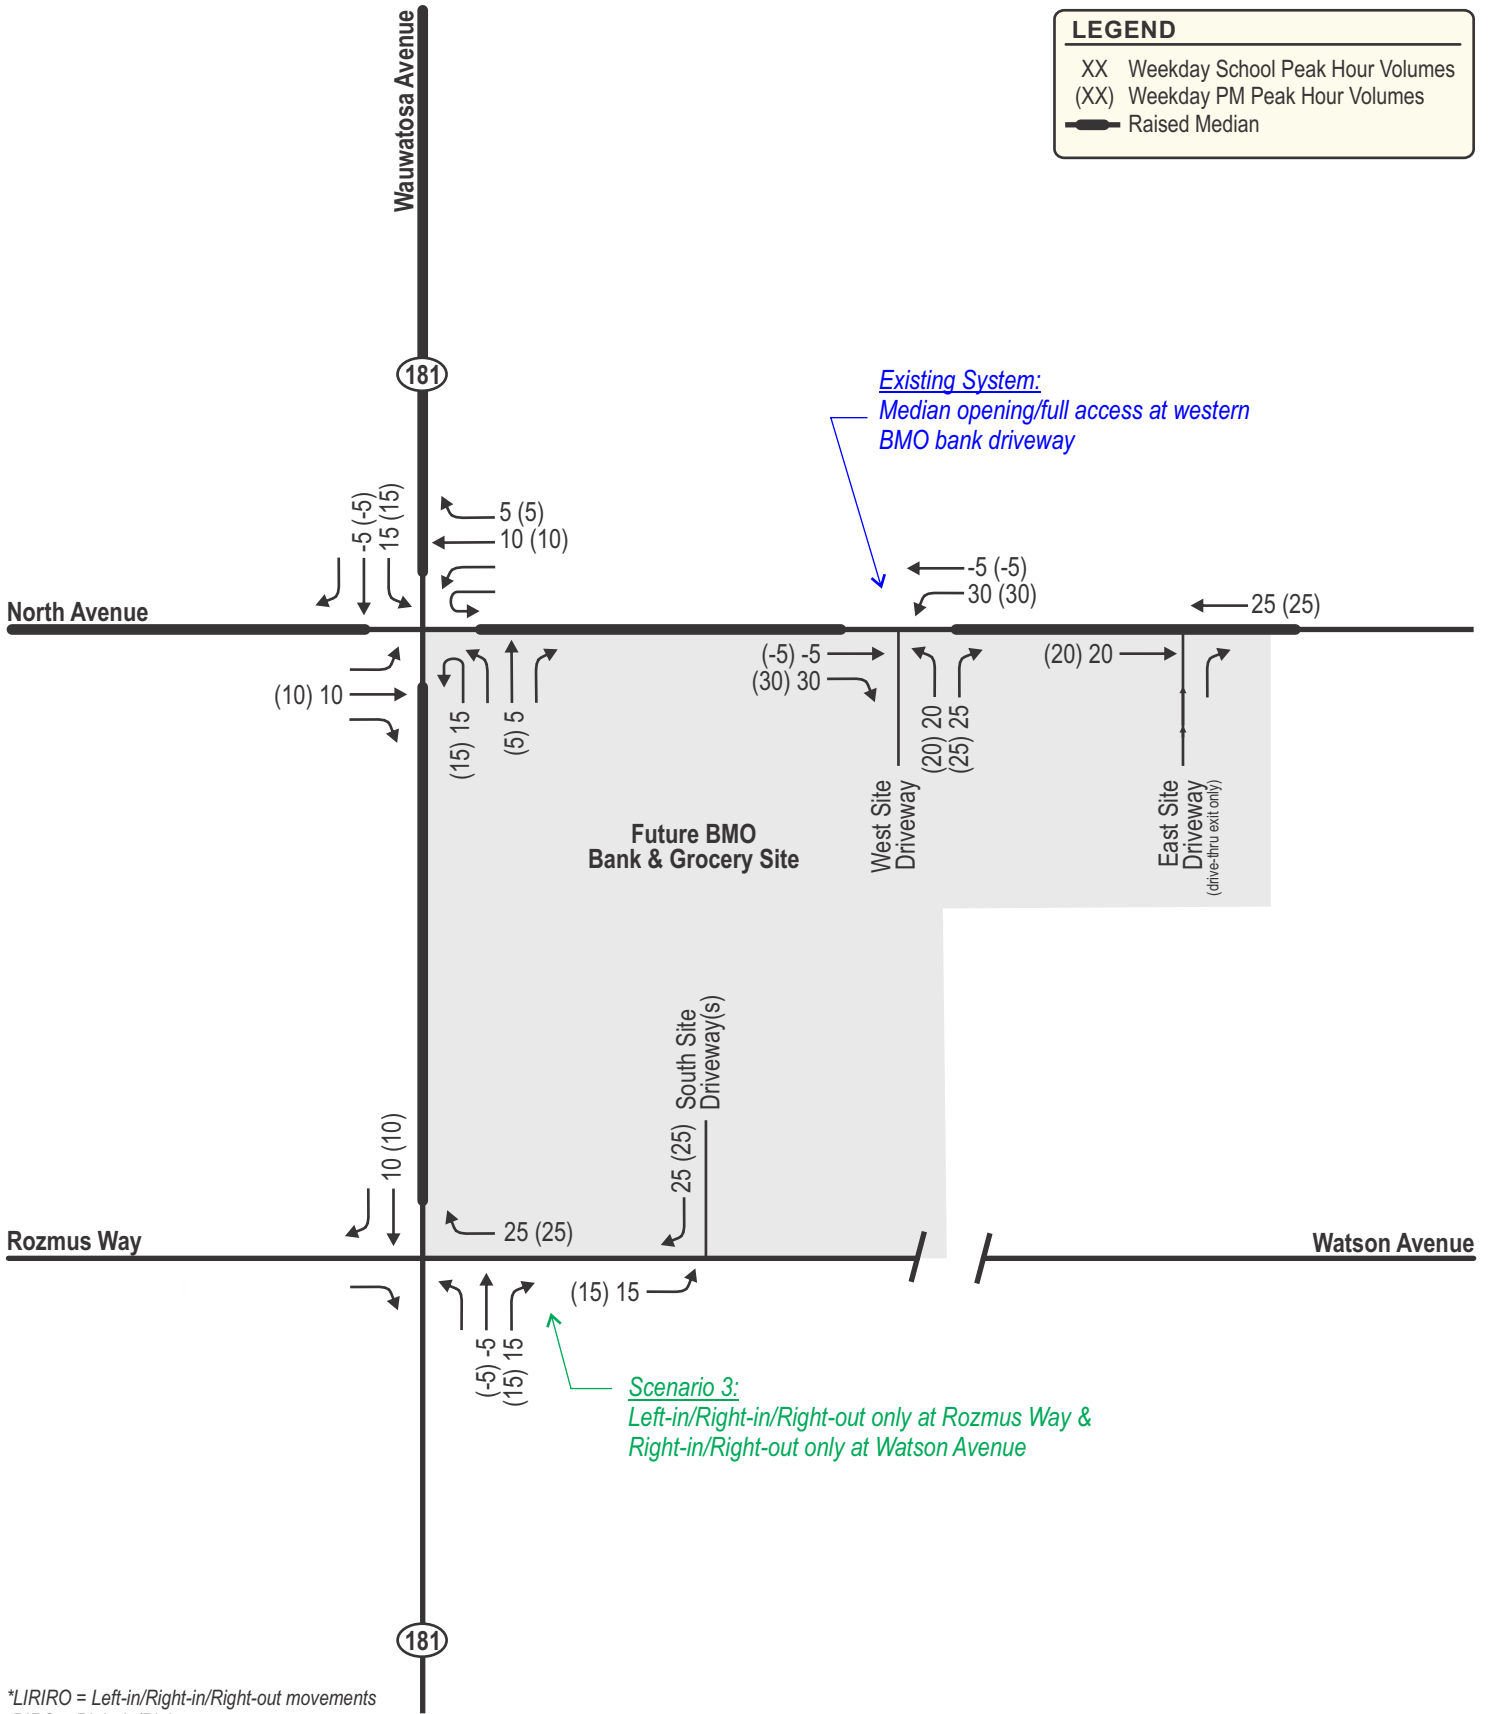 Wauwatosa Avenue
LEGEND
XX Weekday School Peak Hour Volumes
(XX) Weekday PM Peak Hour Volumes
Raised Median
181
Existing System:
Median opening/full access at western
BMO bank driveway
-5 (-5)
15 (15)
5 (5)
10 (10)
-5 (-5)
30 (30)
25 (25)
North Avenue
(10) 10
(15) 15
(5) 5
(-5) -5
(30) 30
(20) 20
(25) 25
(20) 20
West Site
Driveway
East Site
Driveway
(drive-thru exit only)
Future BMO
Bank & Grocery Site
South Site
Driveway(s)
10 (10)
25 (25)
25 (25)
Rozmus Way
Watson Avenue
(15) 15
(-5) -5
(15) 15
Scenario 3:
Left-in/Right-in/Right-out only at Rozmus Way &
Right-in/Right-out only at Watson Avenue
181
*LIRIRO = Left-in/Right-in/Right-out movements